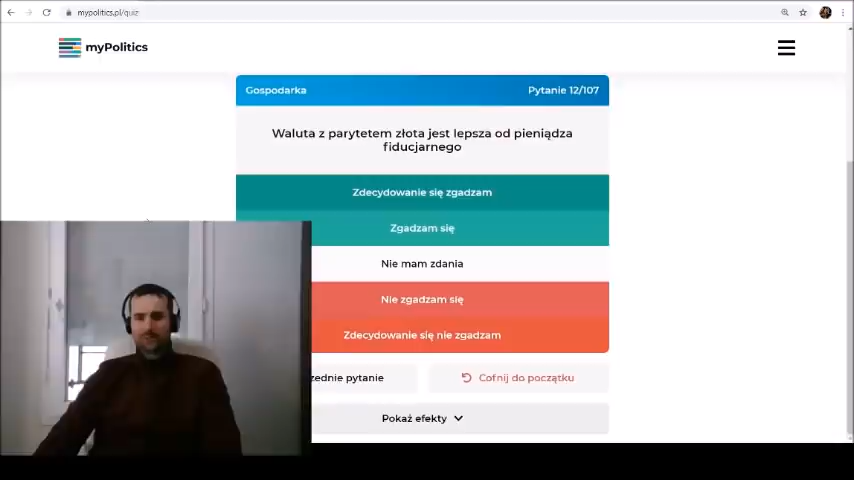 mypolitics.pl/quiz
myPolitics
Gospodarka
Pytanie 12/107
Waluta z parytetem złota jest lepsza od pieniądza
fiducjarnego
Zdecydowanie się zgadzam
Zgadzam się
Nie mam zdania
Nie zgadzam się
Zdecydowanie się nie zgadzam
zednie pytanie
Cofnij do początku
Pokaż efekty